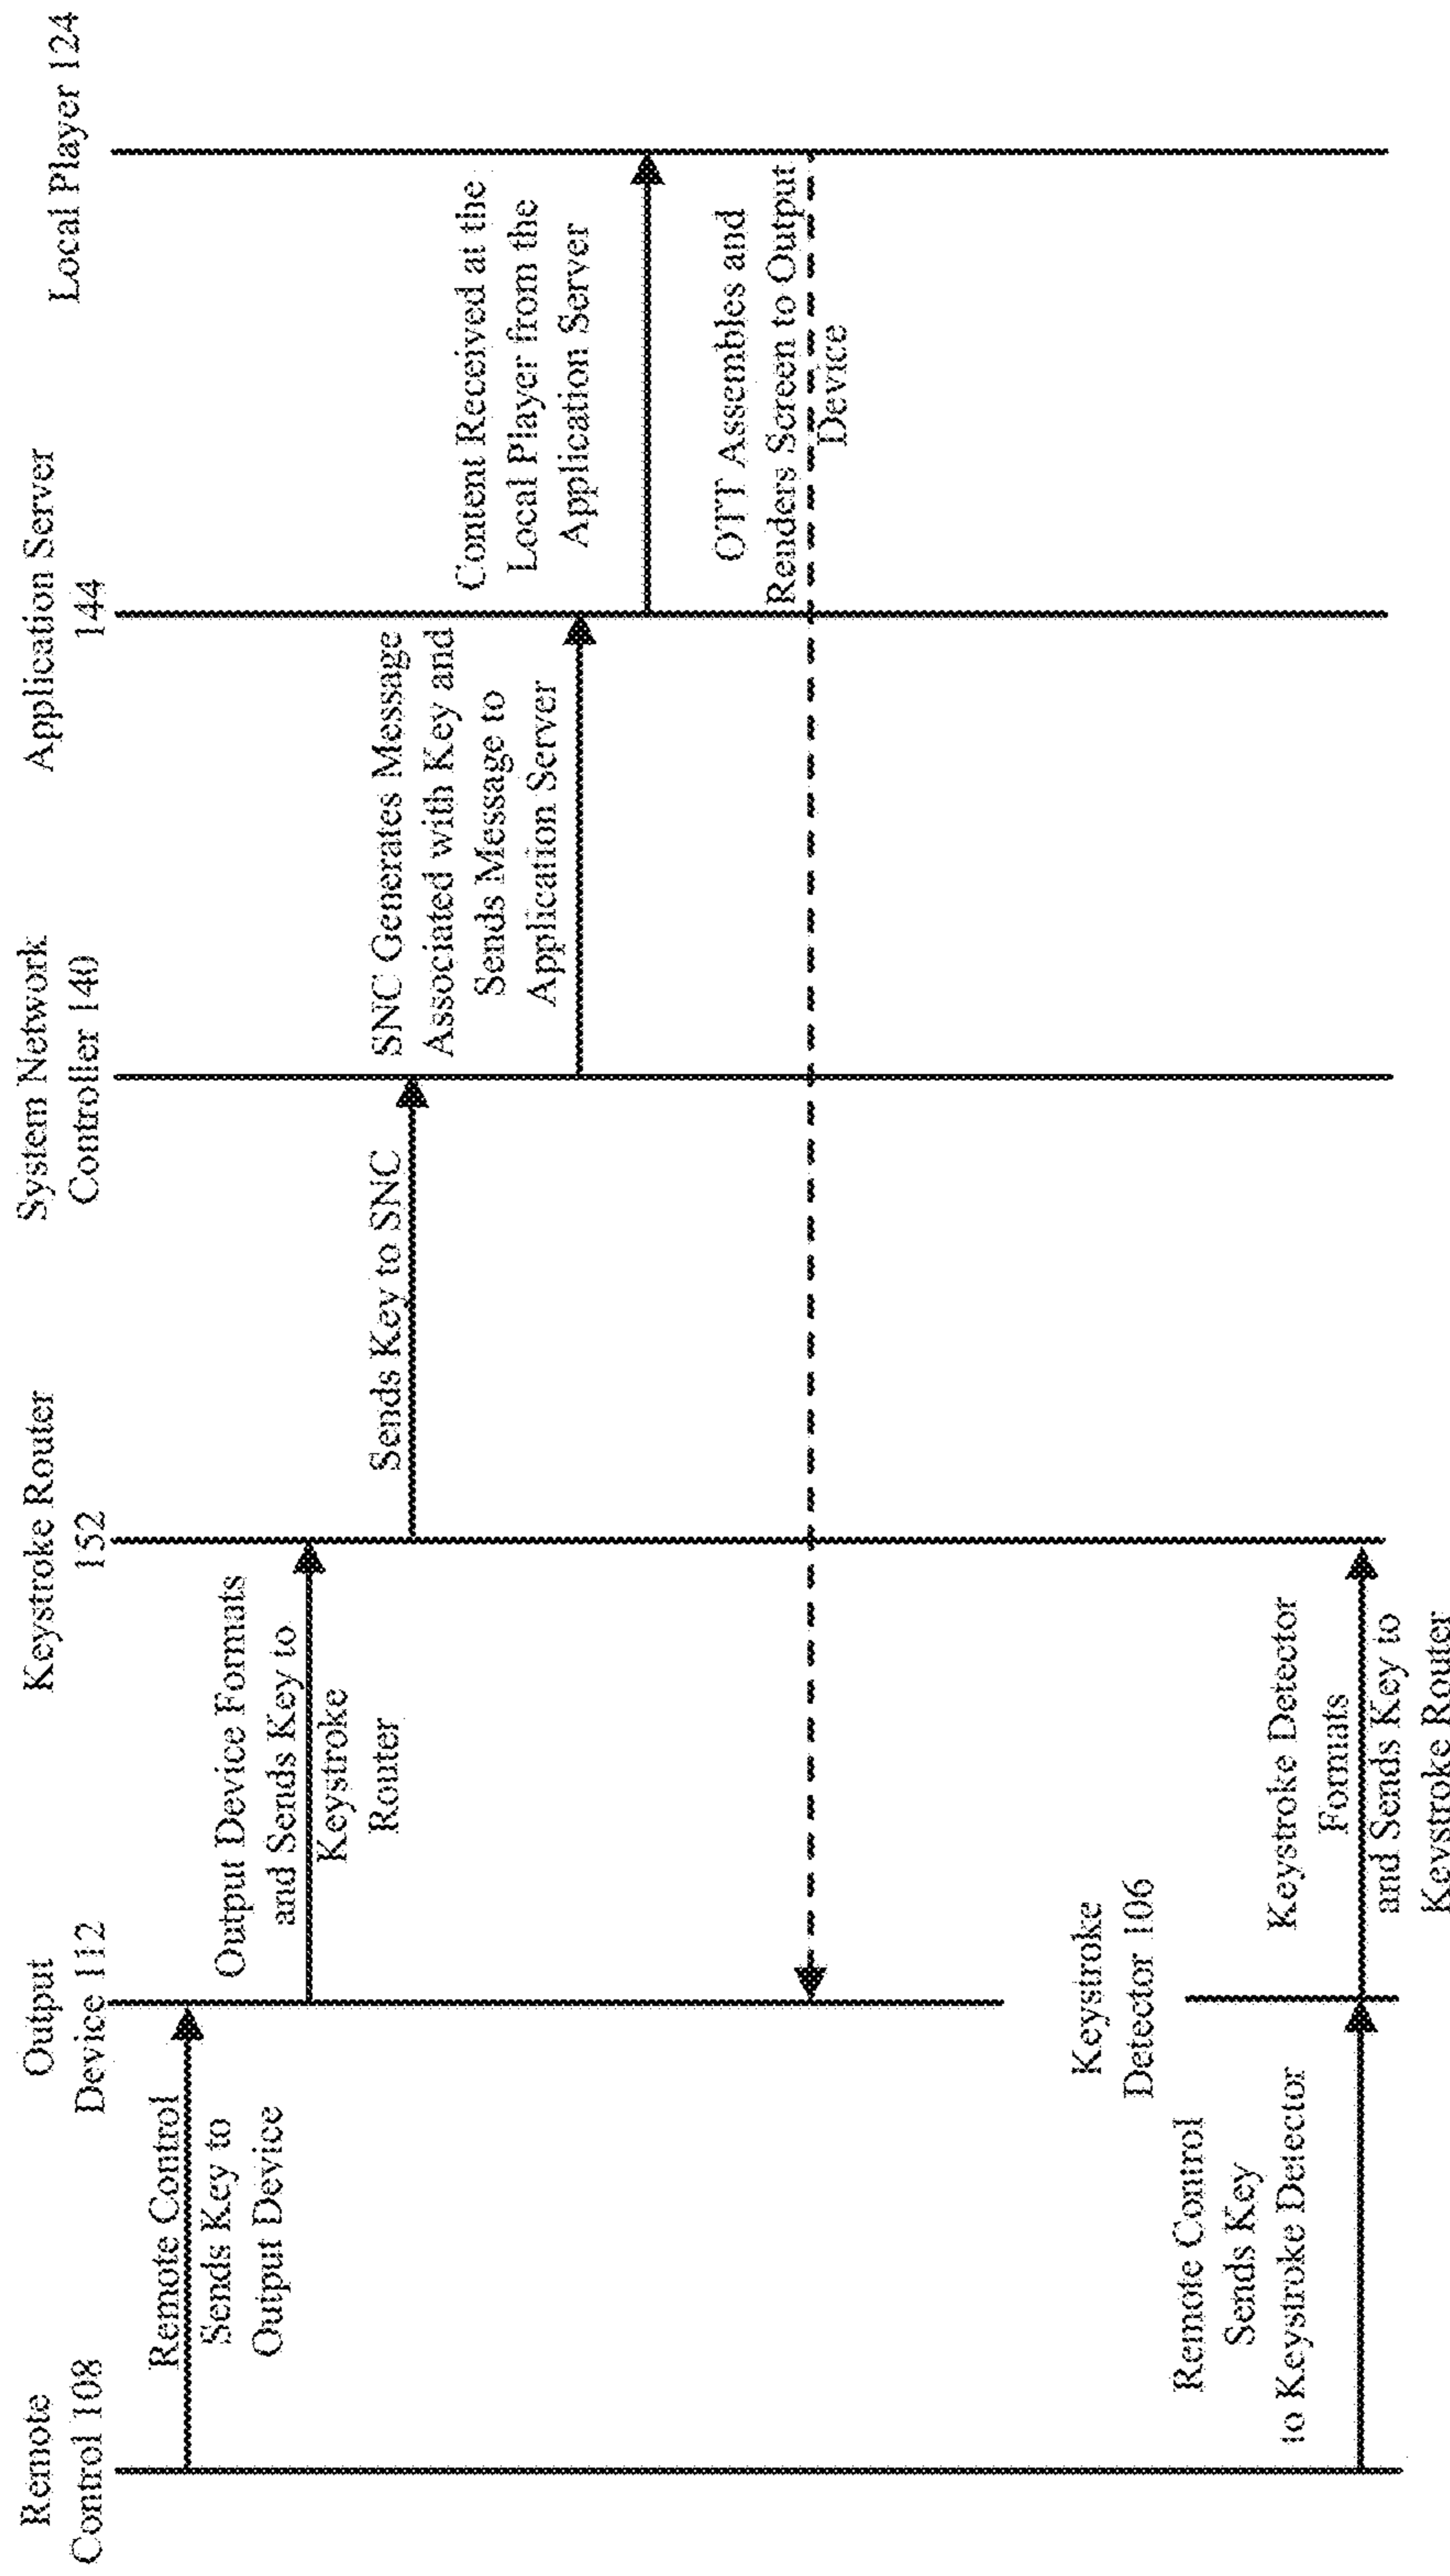 Remote
Control 108
Output
Device 112
Keystroke Router
152
System Network
Controller 140
Application Server
144
Local Player 124
Remote Control
Sends Key to
Output Device
Output Device Formats
and Sends Key to
Keystroke
Router
Sends Key to SNC
SNC Generates Message
Associated with Key and
Sends Message to
Application Server
Content Received at the
Local Player from the
Application Server
OTT Assembles and
Renders Screen to Output
Device
Keystroke
Detector 106
Remote Control
Sends Key
to Keystroke Detector
Keystroke Detector
Formats
and Sends Key to
Keystroke Router